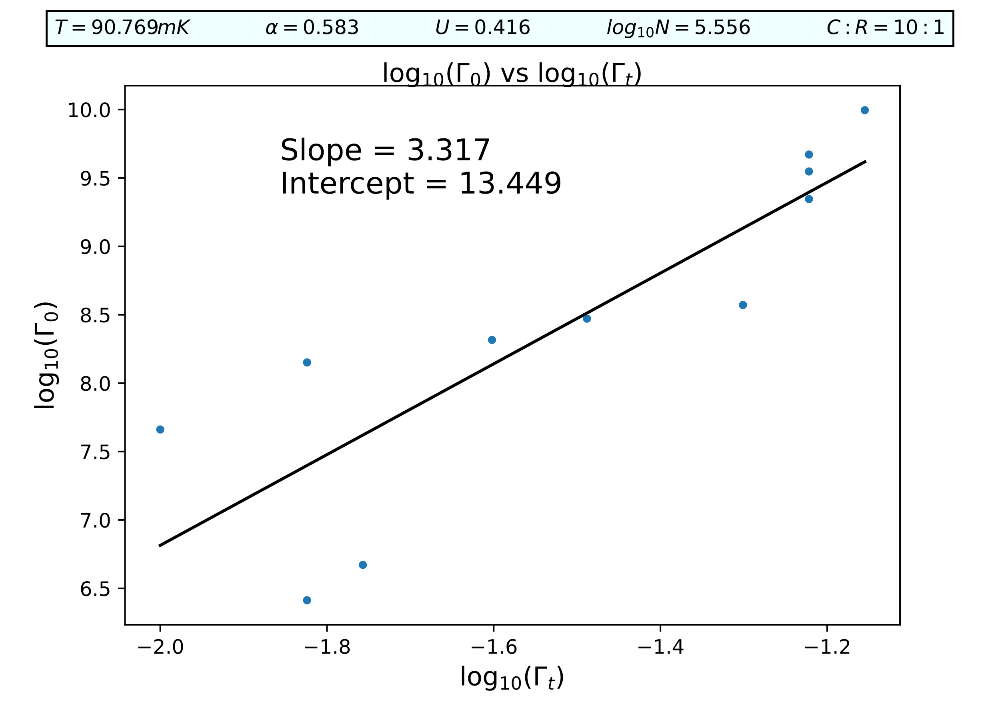 T = 90.769mK α = 0.583 U = 0.416 log₁₀N = 5.556 C : R = 10 : 1
log₁₀(Γ₀) vs log₁₀(Γₜ)
Slope = 3.317
Intercept = 13.449
10.0
9.5
9.0
8.5
8.0
7.5
7.0
6.5
log₁₀(Γ₀)
−2.0 −1.8 −1.6 −1.4 −1.2
log₁₀(Γₜ)